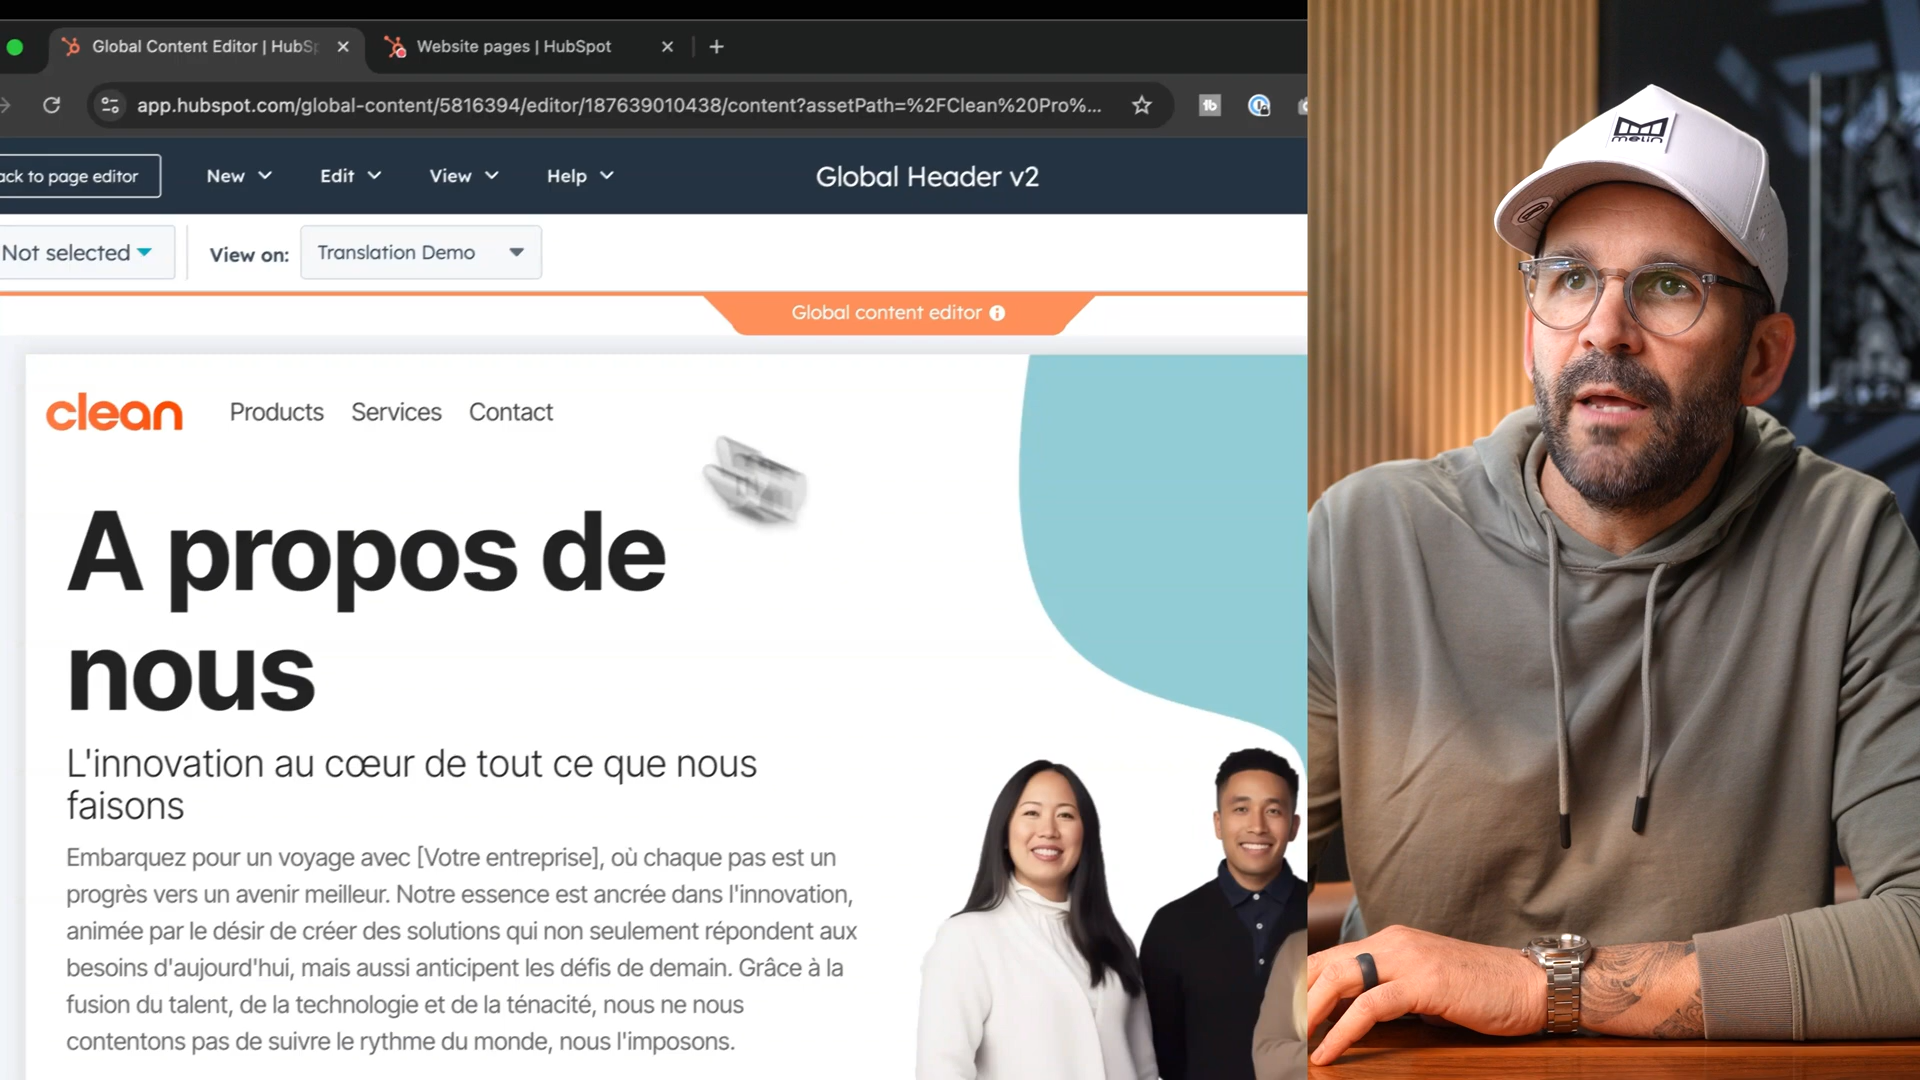 Global Content Editor | HubSp
Website pages | HubSpot
app.hubspot.com/global-content/5816394/editor/187639010438/content?assetPath=%2FClean%20Pro%...
ack to page editor
New
Edit
View
Help
Global Header v2
Not selected
View on:
Translation Demo
Global content editor
clean
Products
Services
Contact
A propos de
nous
L'innovation au cœur de tout ce que nous
faisons
Embarquez pour un voyage avec [Votre entreprise], où chaque pas est un
progrès vers un avenir meilleur. Notre essence est ancrée dans l'innovation,
animée par le désir de créer des solutions qui non seulement répondent aux
besoins d'aujourd'hui, mais aussi anticipent les défis de demain. Grâce à la
fusion du talent, de la technologie et de la ténacité, nous ne nous
contentons pas de suivre le rythme du monde, nous l'imposons.
melin